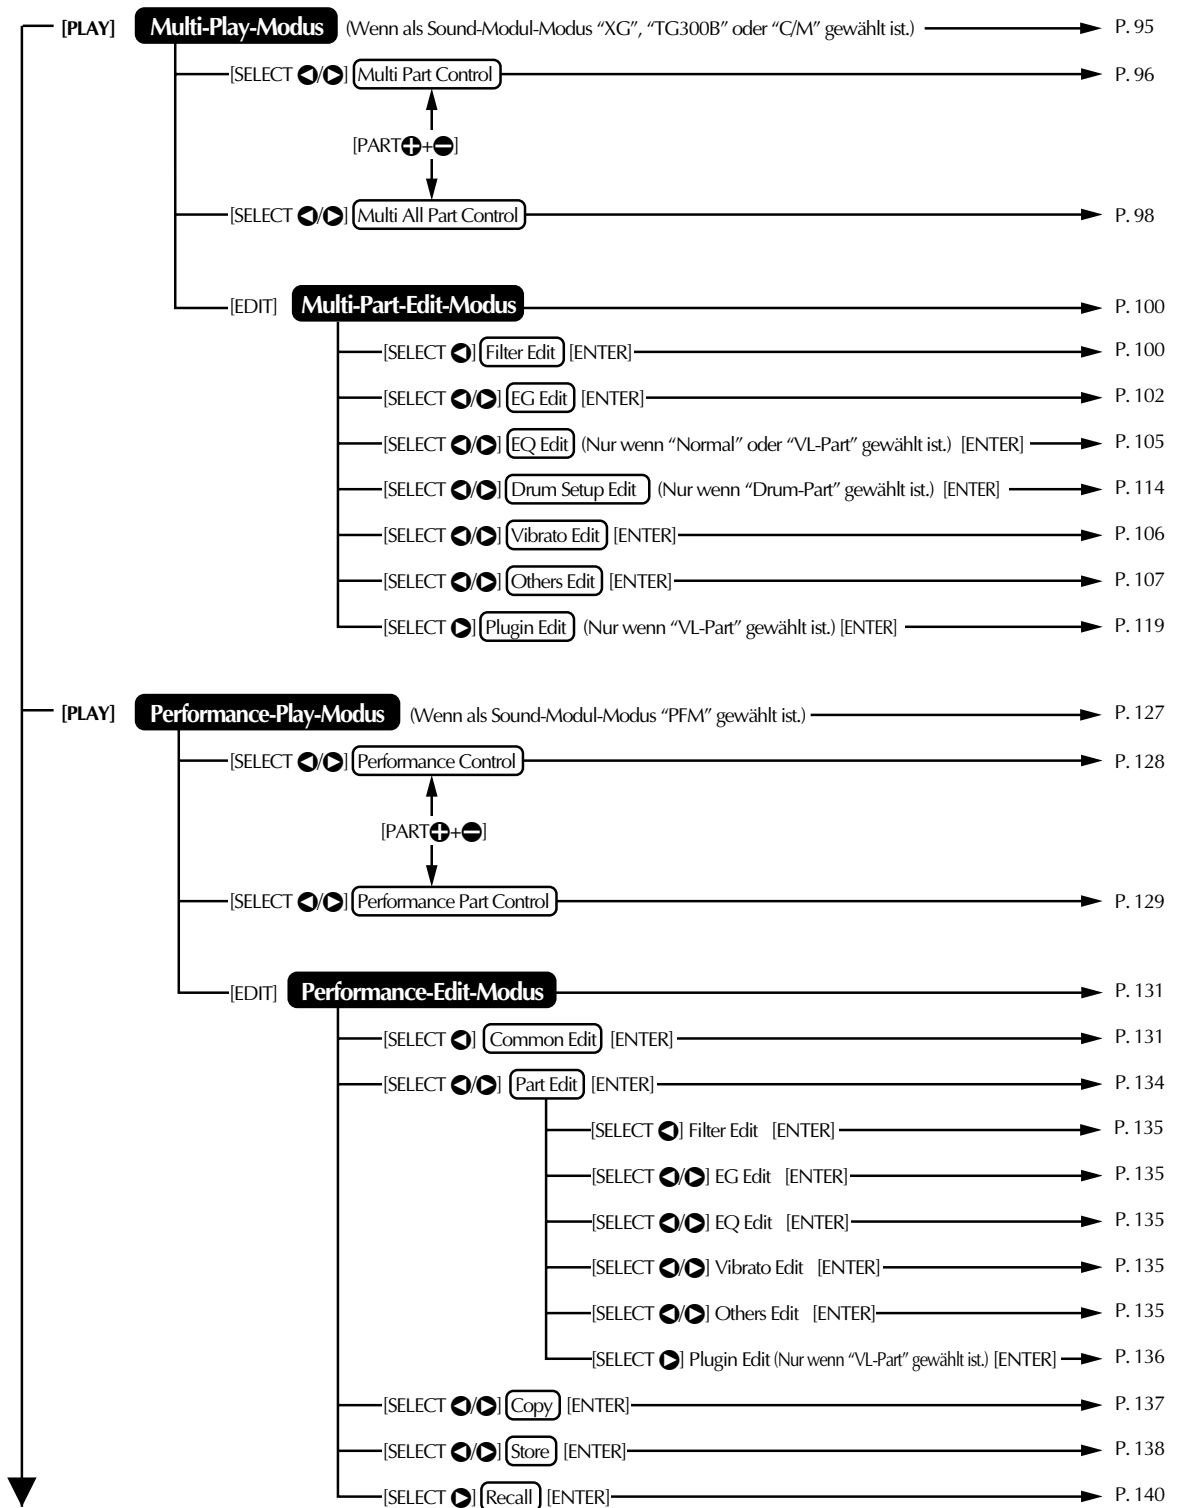 [PLAY] Multi-Play-Modus (Wenn als Sound-Modul-Modus “XG”, “TG300B” oder “C/M” gewählt ist.) P. 95
[SELECT ◀/▶] Multi Part Control P. 96
[PART➕+➖]
[SELECT ◀/▶] Multi All Part Control P. 98
[EDIT] Multi-Part-Edit-Modus P. 100
[SELECT ◀] Filter Edit [ENTER] P. 100
[SELECT ◀/▶] EG Edit [ENTER] P. 102
[SELECT ◀/▶] EQ Edit (Nur wenn “Normal” oder “VL-Part” gewählt ist.) [ENTER] P. 105
[SELECT ◀/▶] Drum Setup Edit (Nur wenn “Drum-Part” gewählt ist.) [ENTER] P. 114
[SELECT ◀/▶] Vibrato Edit [ENTER] P. 106
[SELECT ◀/▶] Others Edit [ENTER] P. 107
[SELECT ▶] Plugin Edit (Nur wenn “VL-Part” gewählt ist.) [ENTER] P. 119
[PLAY] Performance-Play-Modus (Wenn als Sound-Modul-Modus “PFM” gewählt ist.) P. 127
[SELECT ◀/▶] Performance Control P. 128
[PART➕+➖]
[SELECT ◀/▶] Performance Part Control P. 129
[EDIT] Performance-Edit-Modus P. 131
[SELECT ◀] Common Edit [ENTER] P. 131
[SELECT ◀/▶] Part Edit [ENTER] P. 134
[SELECT ◀] Filter Edit [ENTER] P. 135
[SELECT ◀/▶] EG Edit [ENTER] P. 135
[SELECT ◀/▶] EQ Edit [ENTER] P. 135
[SELECT ◀/▶] Vibrato Edit [ENTER] P. 135
[SELECT ◀/▶] Others Edit [ENTER] P. 135
[SELECT ▶] Plugin Edit (Nur wenn “VL-Part” gewählt ist.) [ENTER] P. 136
[SELECT ◀/▶] Copy [ENTER] P. 137
[SELECT ◀/▶] Store [ENTER] P. 138
[SELECT ▶] Recall [ENTER] P. 140